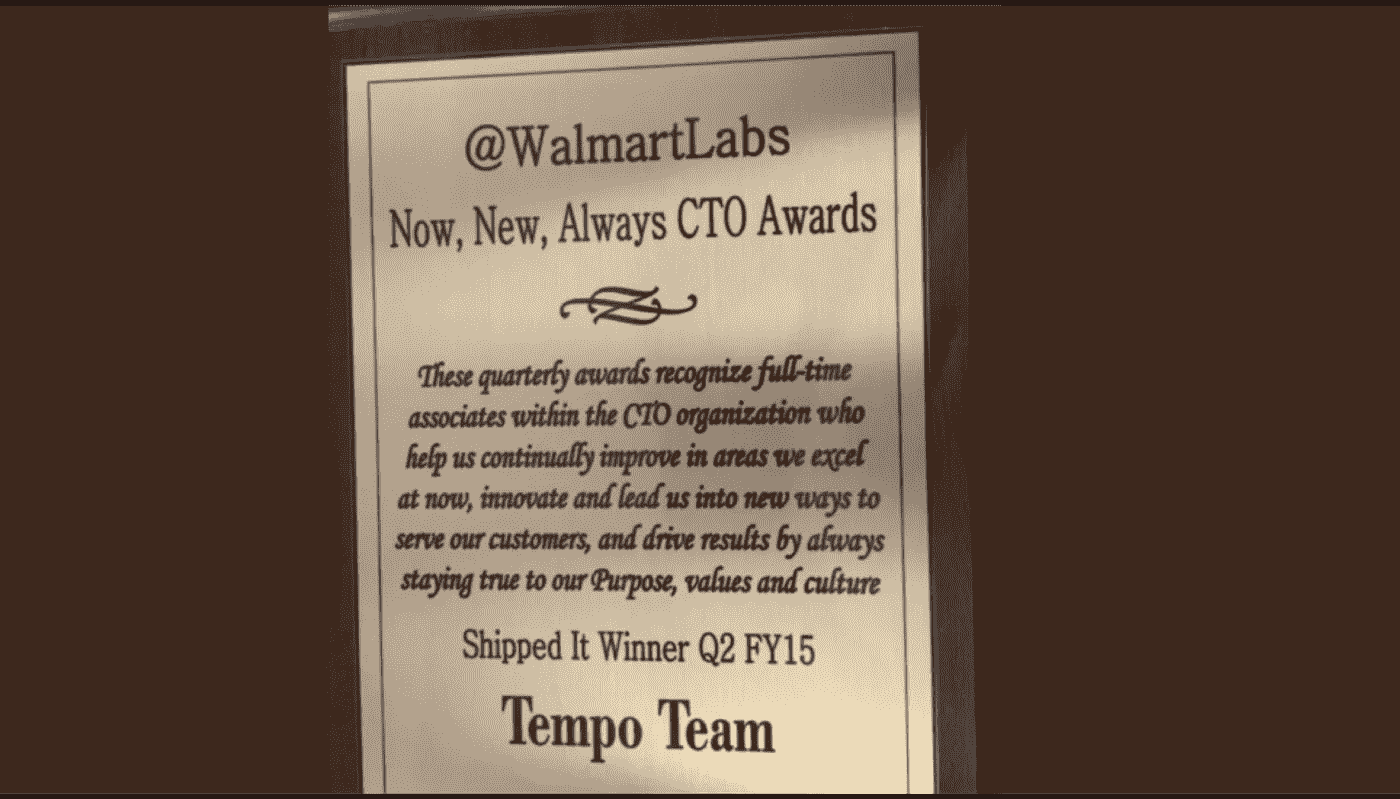 @WalmartLabs
Now, New, Always CTO Awards
These quarterly awards recognize full-time
associates within the CTO organization who
help us continually improve in areas we excel
at now, innovate and lead us into new ways to
serve our customers, and drive results by always
staying true to our Purpose, values and culture
Shipped It Winner Q2 FY15
Tempo Team